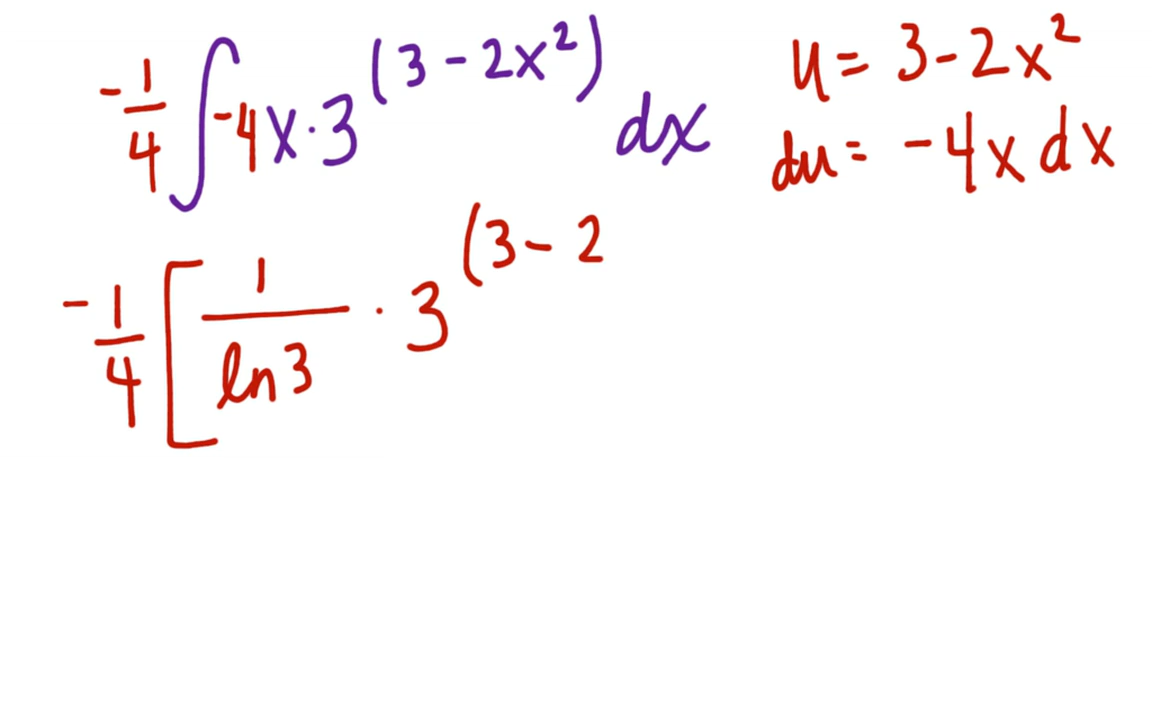 -1/4 ∫ -4x · 3^(3 - 2x²) dx
u = 3 - 2x²
du = -4x dx
-1/4 [ 1/ln3 · 3^(3 - 2